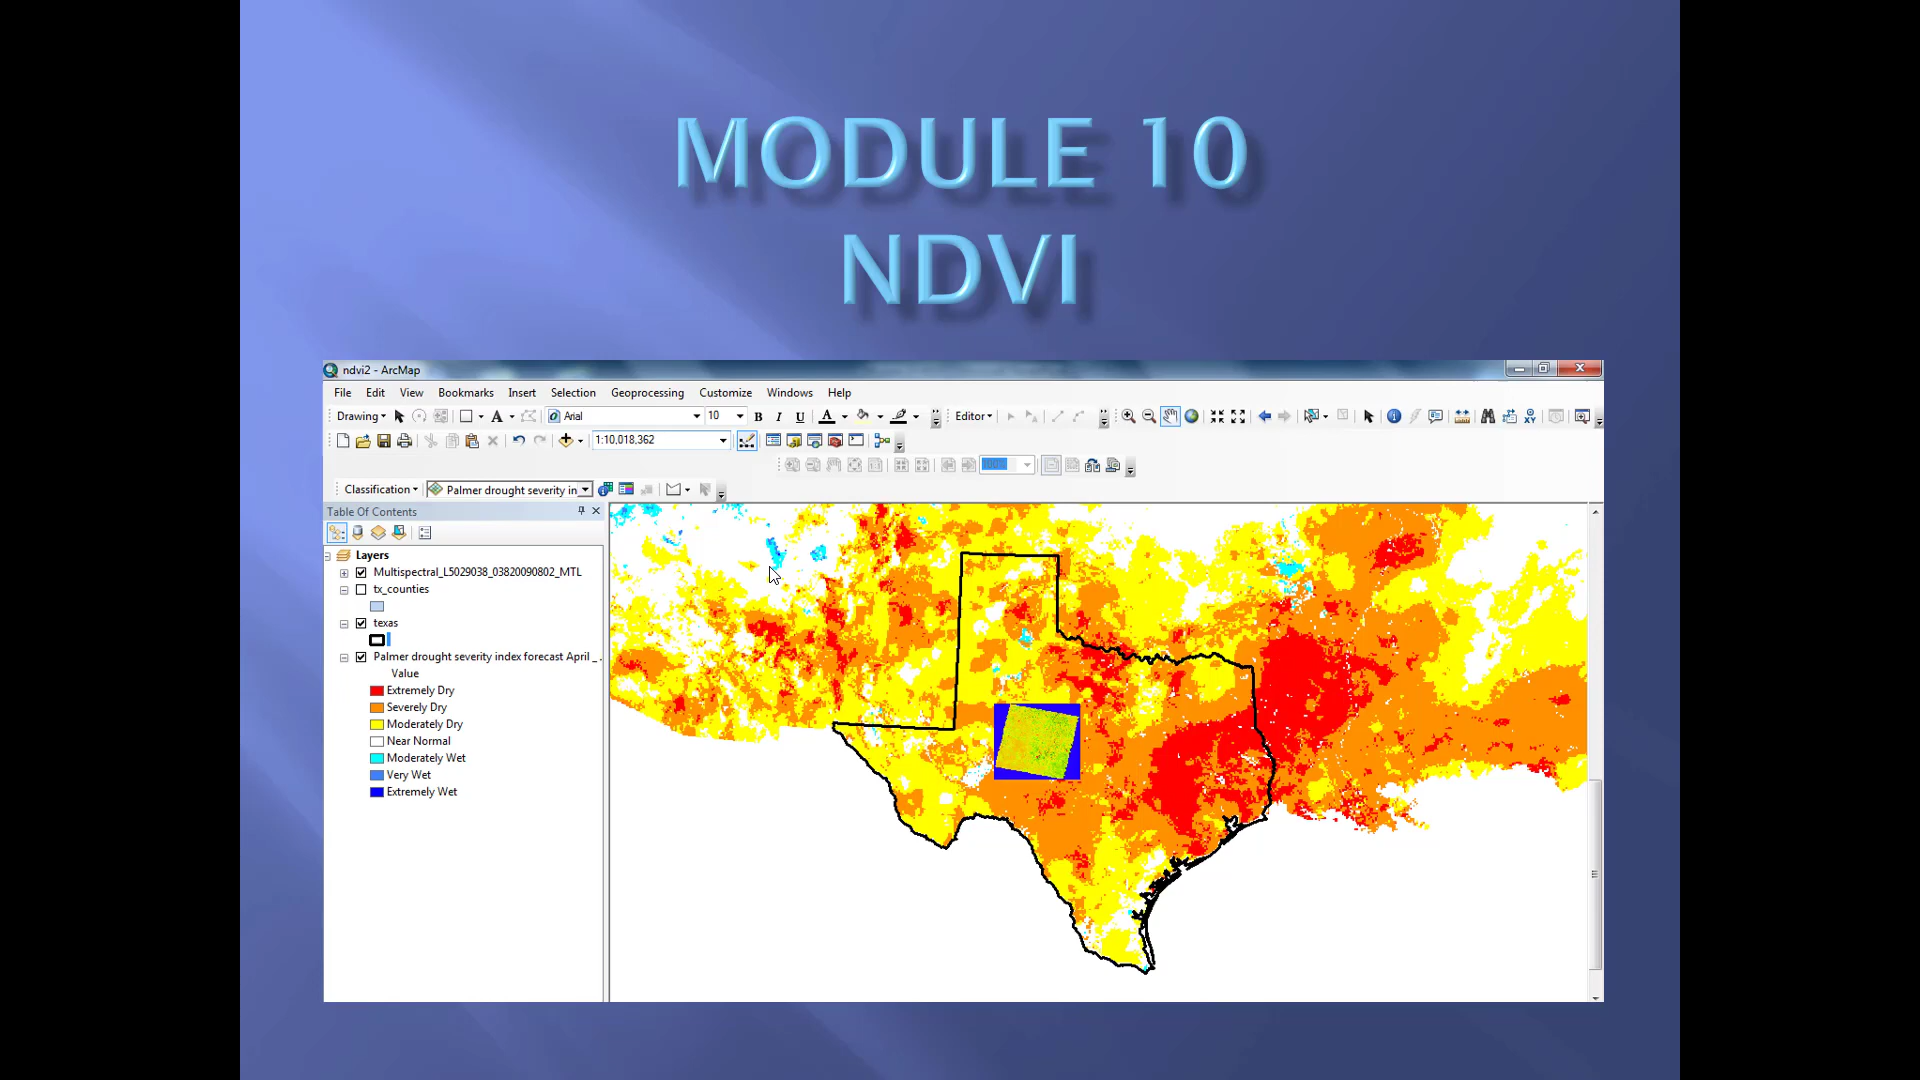 MODULE 10
NDVI
ndvi2 - ArcMap
File Edit View Bookmarks Insert Selection Geoprocessing Customize Windows Help
Drawing A Arial 10 B I U A Editor
1:10,018,362
100%
Classification Palmer drought severity in
Table Of Contents
Layers
Multispectral_L5029038_03820090802_MTL
tx_counties
texas
Palmer drought severity index forecast April _
Value
Extremely Dry
Severely Dry
Moderately Dry
Near Normal
Moderately Wet
Very Wet
Extremely Wet